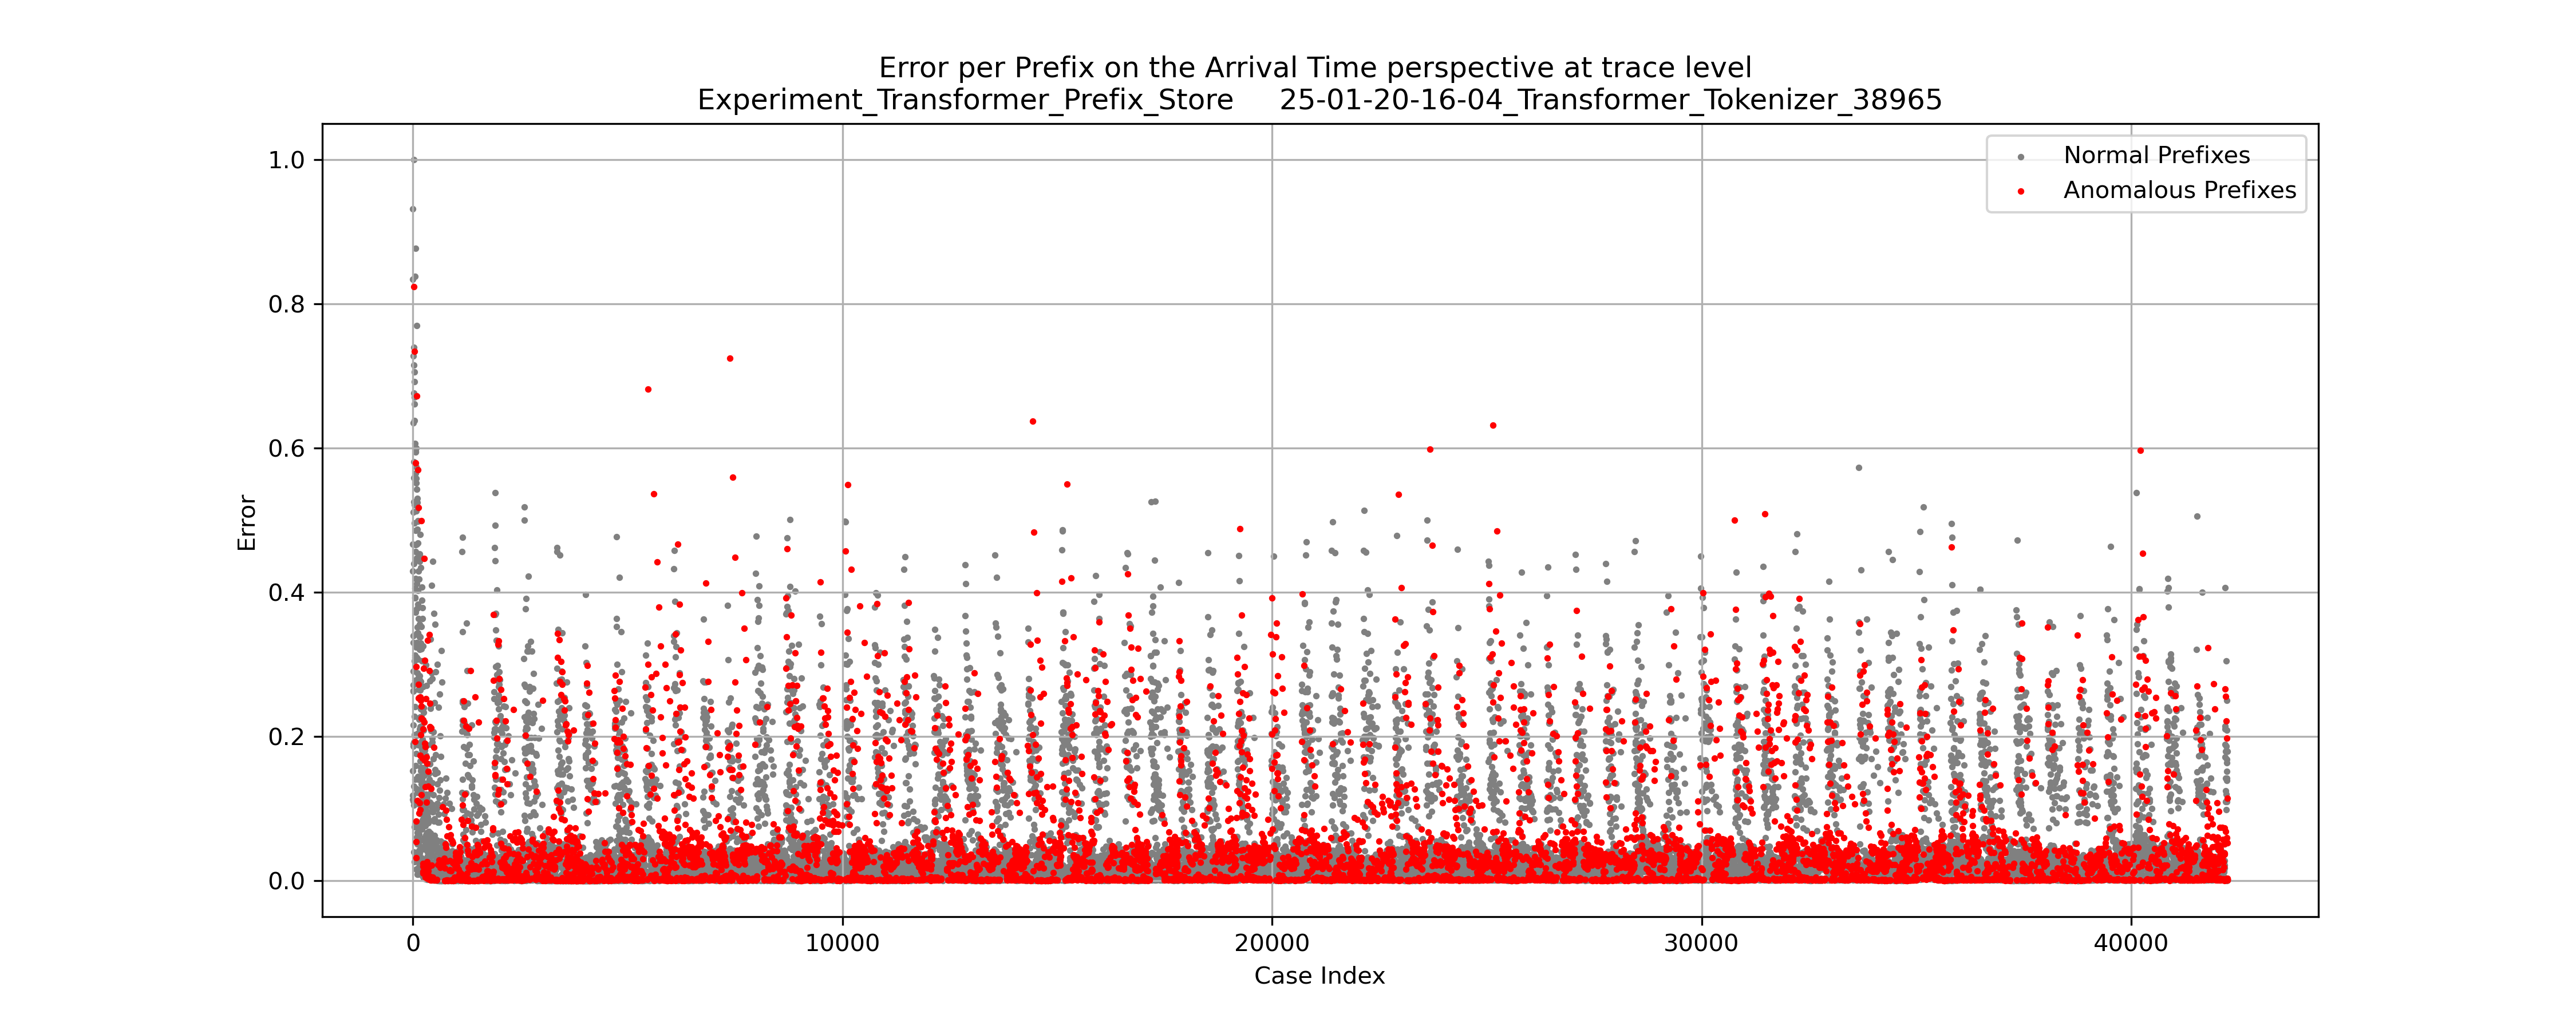 Error per Prefix on the Arrival Time perspective at trace level
Experiment_Transformer_Prefix_Store 25-01-20-16-04_Transformer_Tokenizer_38965
Normal Prefixes
Anomalous Prefixes
1.0
0.8
0.6
0.4
0.2
0.0
Error
0 10000 20000 30000 40000
Case Index